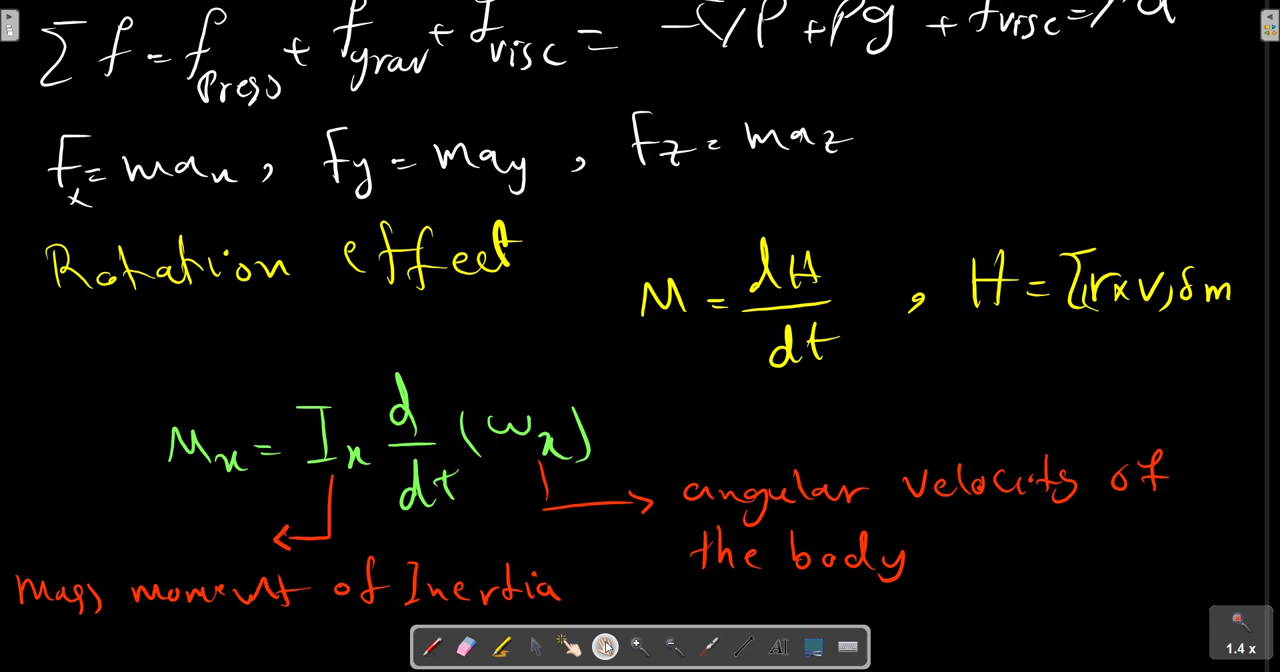 ∑ f = f_press + f_grav + f_visc = -∇P + ρg + f_visc = ρa
F_x = ma_x , F_y = ma_y , F_z = ma_z
Rotation effect
M = dH/dt , H = ∑(r×v)δm
M_x = I_x d/dt (ω_x)
angular velocity of
the body
mass moment of Inertia
AI
1.4 x